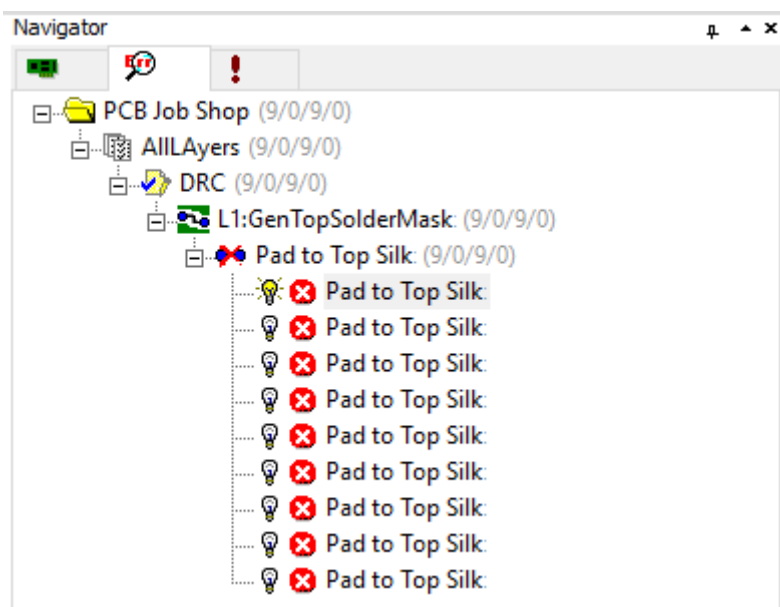 Navigator
Err
PCB Job Shop (9/0/9/0)
AllLAyers (9/0/9/0)
DRC (9/0/9/0)
L1:GenTopSolderMask: (9/0/9/0)
Pad to Top Silk: (9/0/9/0)
Pad to Top Silk:
Pad to Top Silk:
Pad to Top Silk:
Pad to Top Silk:
Pad to Top Silk:
Pad to Top Silk:
Pad to Top Silk:
Pad to Top Silk:
Pad to Top Silk: